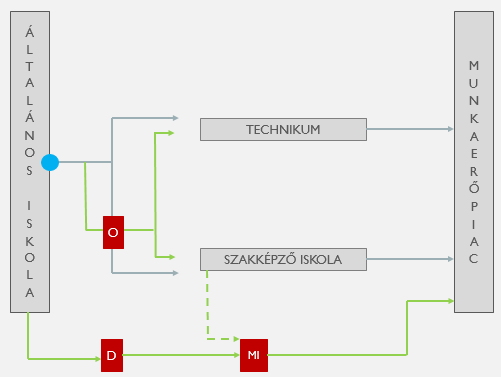 ÁLTALÁNOS ISKOLA
TECHNIKUM
O
SZAKKÉPZŐ ISKOLA
D
MI
MUNKAERŐPIAC